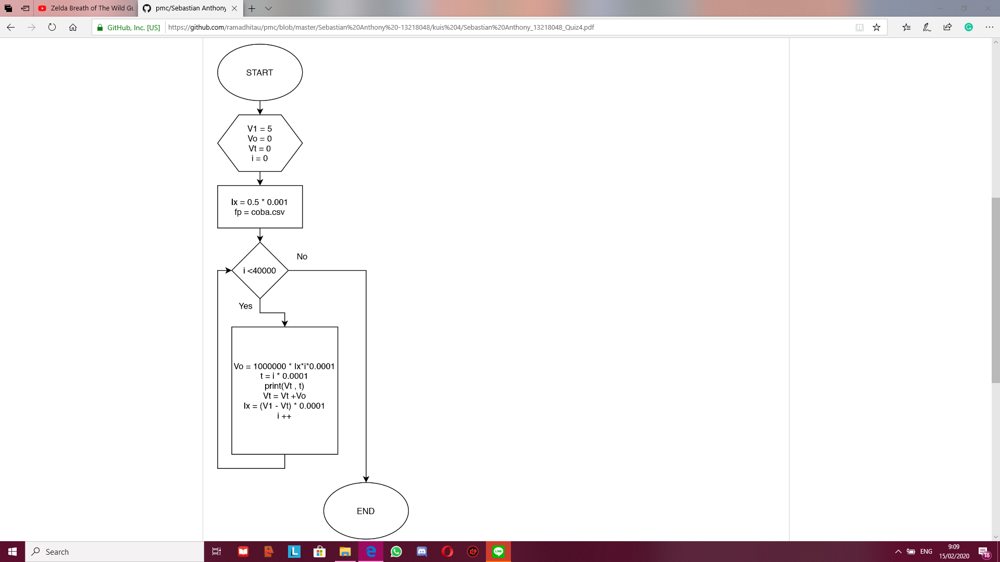 Zelda Breath of The Wild Gu
pmc/Sebastian Anthony
GitHub, Inc. [US]
https://github.com/ramadhitau/pmc/blob/master/Sebastian%20Anthony%20-13218048/kuis%204/Sebastian%20Anthony_13218048_Quiz4.pdf
START
V1 = 5
Vo = 0
Vt = 0
i = 0
Ix = 0.5 * 0.001
fp = coba.csv
No
i <40000
Yes
Vo = 1000000 * Ix*i*0.0001
t = i * 0.0001
print(Vt , t)
Vt = Vt +Vo
Ix = (V1 - Vt) * 0.0001
i ++
END
Search
L
LINE
ENG
9:09
15/02/2020
18